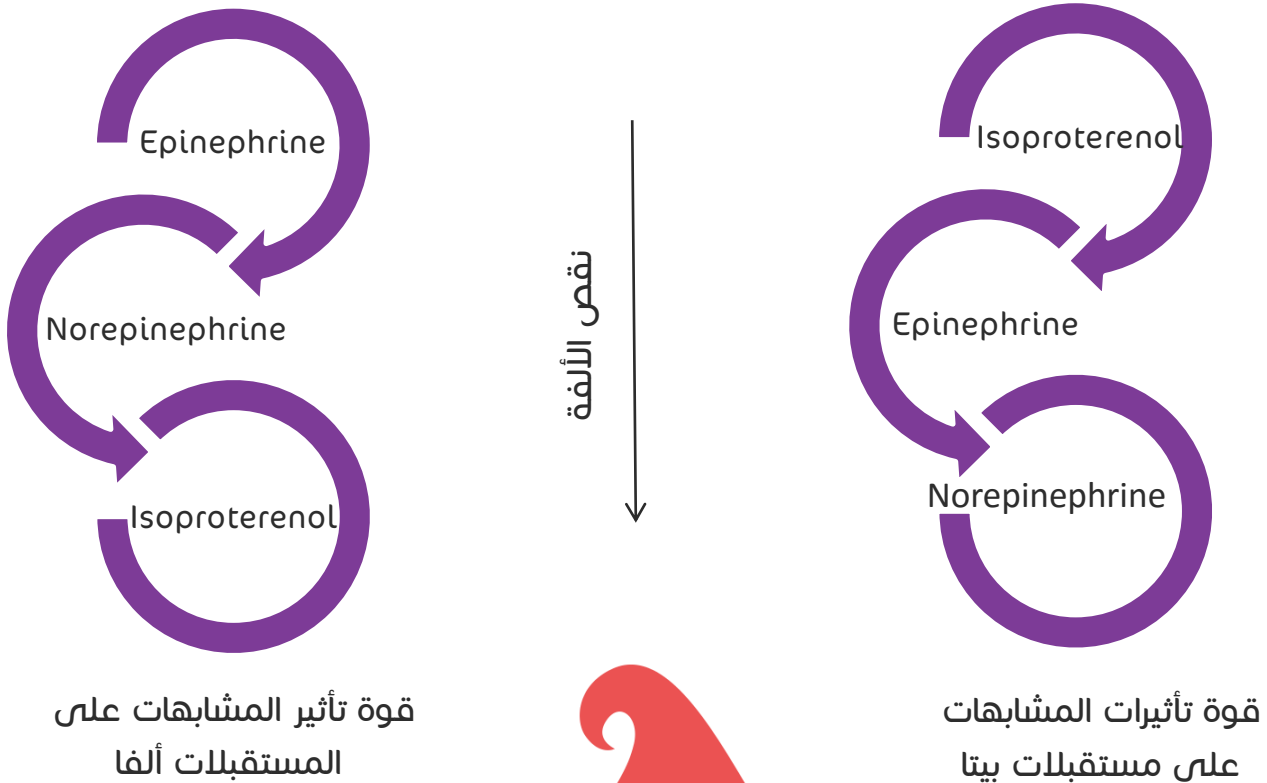 Epinephrine
Norepinephrine
Isoproterenol
قوة تأثير المشابهات على
المستقبلات ألفا
نقص الألفة
Isoproterenol
Epinephrine
Norepinephrine
قوة تأثيرات المشابهات
على مستقبلات بيتا